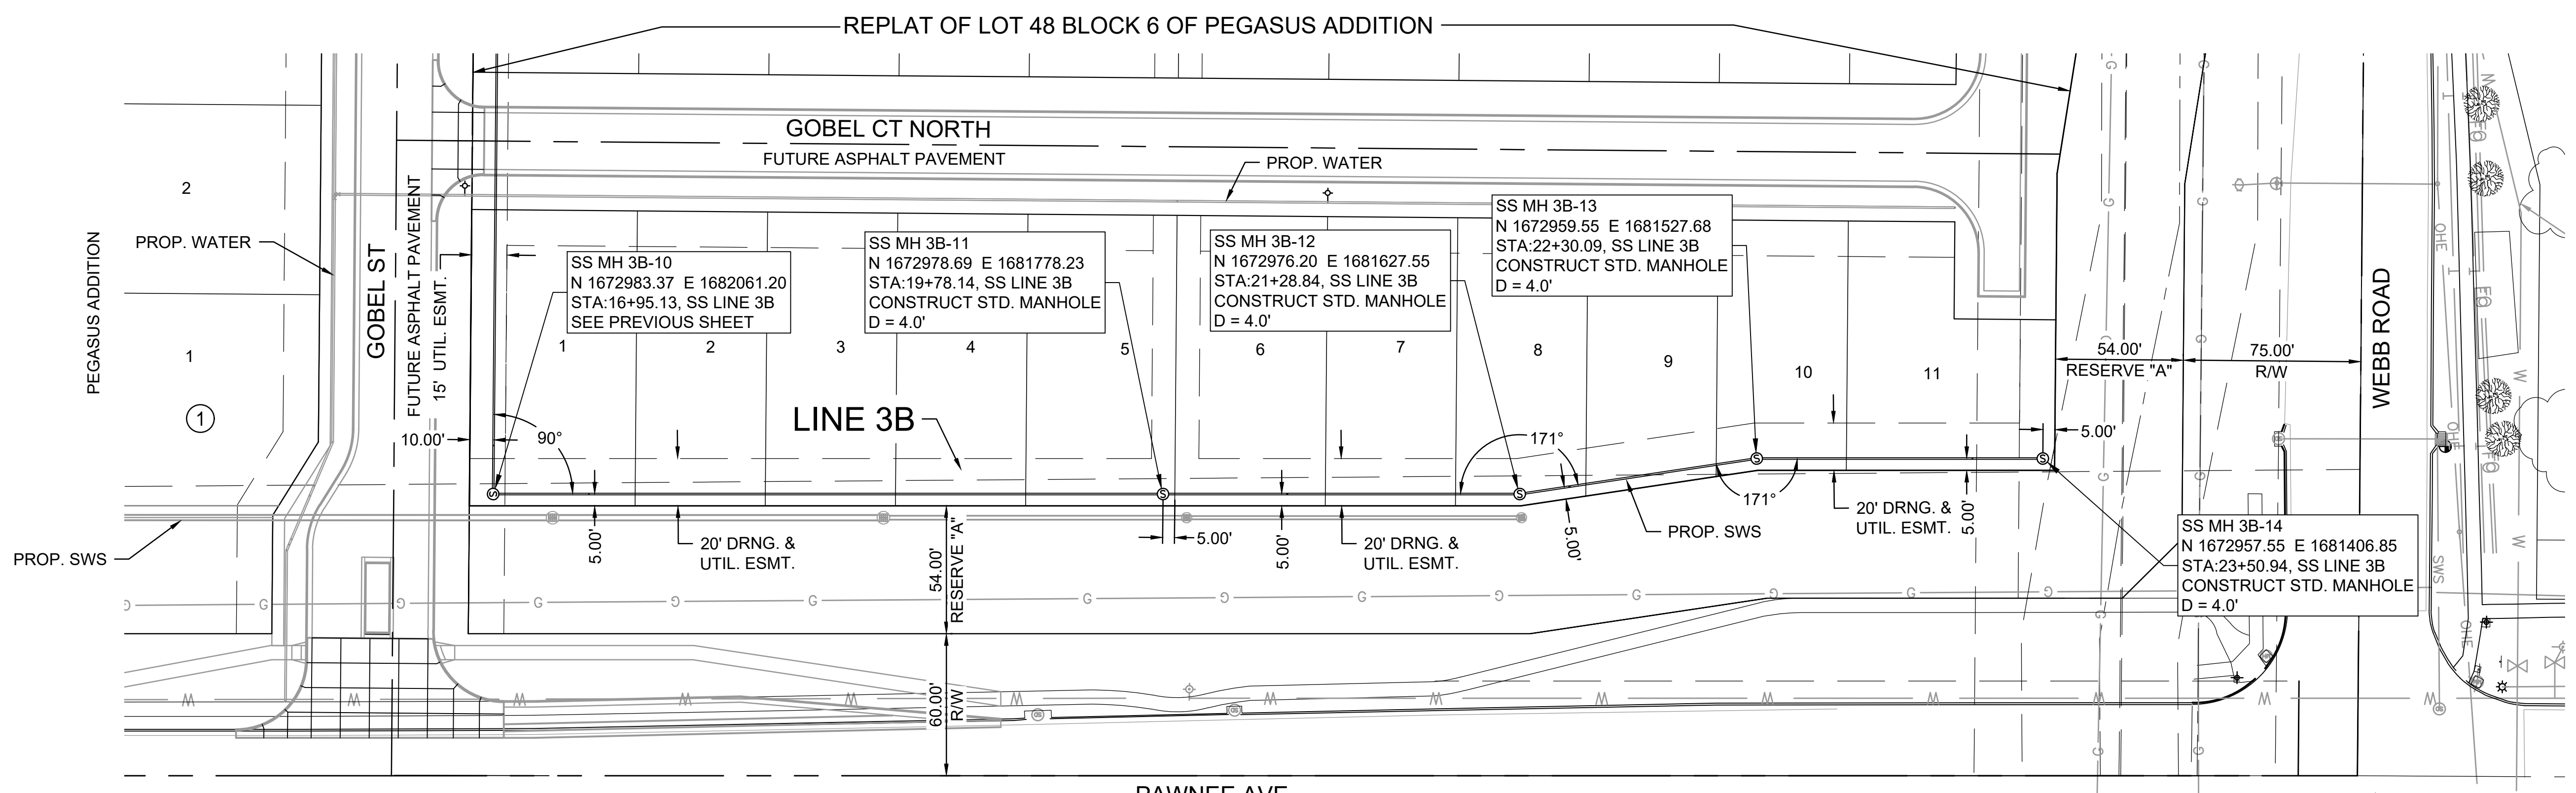 REPLAT OF LOT 48 BLOCK 6 OF PEGASUS ADDITION
GOBEL CT NORTH
FUTURE ASPHALT PAVEMENT
PROP. WATER
2
PEGASUS ADDITION
PROP. WATER
1
1
PROP. SWS
GOBEL ST
FUTURE ASPHALT PAVEMENT
15' UTIL. ESMT.
10.00'
90°
SS MH 3B-10
N 1672983.37 E 1682061.20
STA:16+95.13, SS LINE 3B
SEE PREVIOUS SHEET
SS MH 3B-11
N 1672978.69 E 1681778.23
STA:19+78.14, SS LINE 3B
CONSTRUCT STD. MANHOLE
D = 4.0'
SS MH 3B-12
N 1672976.20 E 1681627.55
STA:21+28.84, SS LINE 3B
CONSTRUCT STD. MANHOLE
D = 4.0'
SS MH 3B-13
N 1672959.55 E 1681527.68
STA:22+30.09, SS LINE 3B
CONSTRUCT STD. MANHOLE
D = 4.0'
1
2
3
4
5
6
7
8
9
10
11
LINE 3B
171°
171°
54.00'
RESERVE "A"
75.00'
R/W
WEBB ROAD
5.00'
5.00'
20' DRNG. &
UTIL. ESMT.
54.00'
RESERVE "A"
5.00'
5.00'
20' DRNG. &
UTIL. ESMT.
5.00'
PROP. SWS
20' DRNG. &
UTIL. ESMT.
5.00'
SS MH 3B-14
N 1672957.55 E 1681406.85
STA:23+50.94, SS LINE 3B
CONSTRUCT STD. MANHOLE
D = 4.0'
60.00'
R/W
G
G
G
G
G
G
G
G
G
G
G
G
G
G
W
W
W
W
W
W
W
W
W
W
W
W
W
W
OHE
OHE
OHE
FO
FO
FO
SWS
W
W
PAWNEE AVE